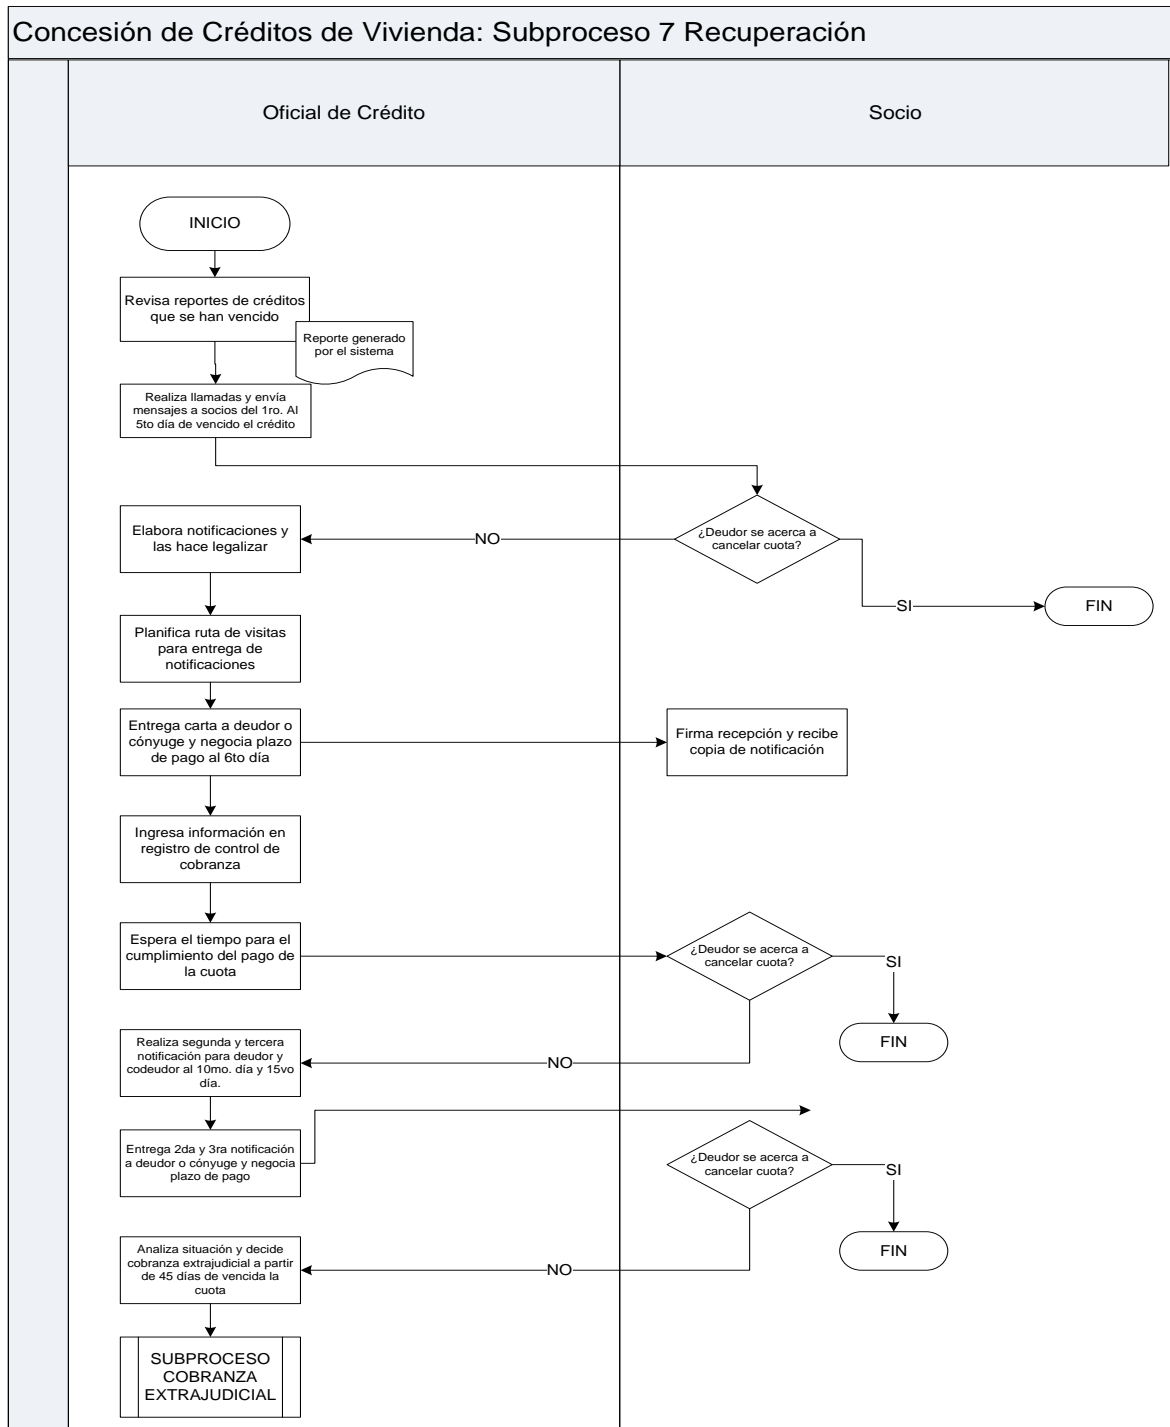 Concesión de Créditos de Vivienda: Subproceso 7 Recuperación
Oficial de Crédito
Socio
INICIO
Revisa reportes de créditos
que se han vencido
Reporte generado
por el sistema
Realiza llamadas y envía
mensajes a socios del 1ro. Al
5to día de vencido el crédito
¿Deudor se acerca a
cancelar cuota?
NO
SI
FIN
Elabora notificaciones y
las hace legalizar
Planifica ruta de visitas
para entrega de
notificaciones
Entrega carta a deudor o
cónyuge y negocia plazo
de pago al 6to día
Firma recepción y recibe
copia de notificación
Ingresa información en
registro de control de
cobranza
Espera el tiempo para el
cumplimiento del pago de
la cuota
¿Deudor se acerca a
cancelar cuota?
SI
FIN
NO
Realiza segunda y tercera
notificación para deudor y
codeudor al 10mo. día y 15vo
día.
Entrega 2da y 3ra notificación
a deudor o cónyuge y negocia
plazo de pago
¿Deudor se acerca a
cancelar cuota?
SI
FIN
NO
Analiza situación y decide
cobranza extrajudicial a partir
de 45 días de vencida la
cuota
SUBPROCESO
COBRANZA
EXTRAJUDICIAL